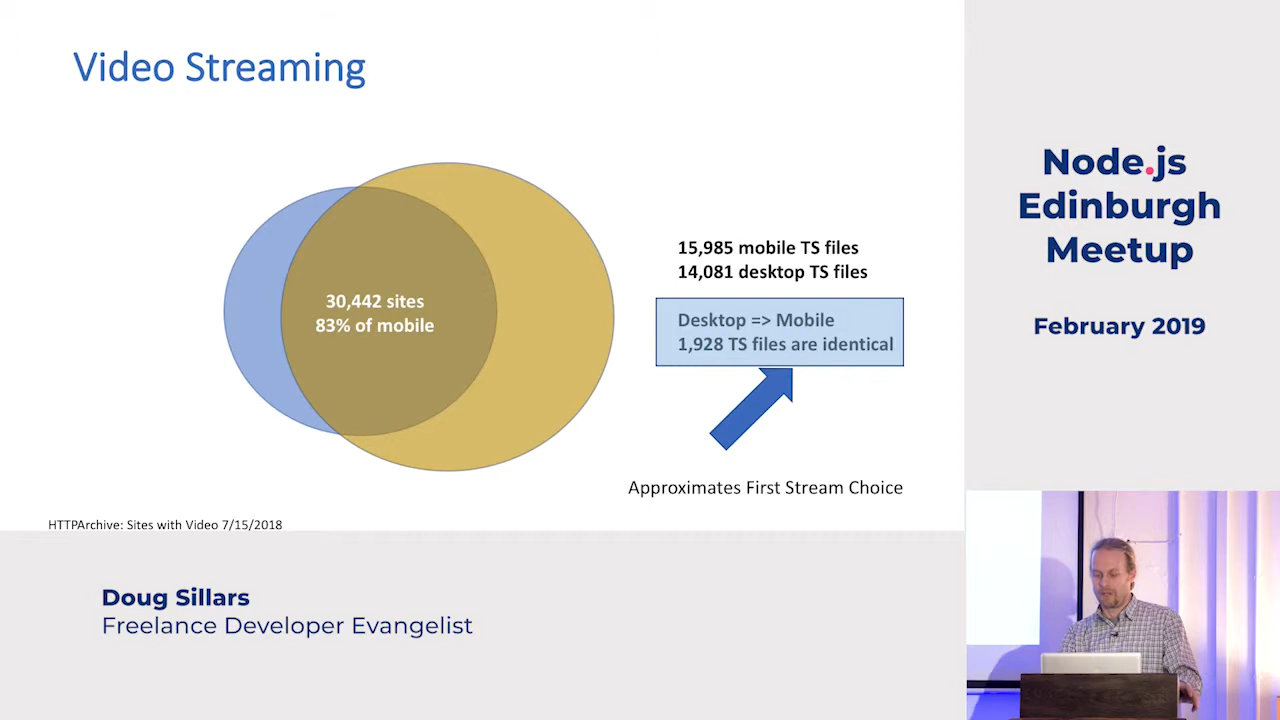 Video Streaming
30,442 sites
83% of mobile
15,985 mobile TS files
14,081 desktop TS files
Desktop => Mobile
1,928 TS files are identical
Approximates First Stream Choice
HTTPArchive: Sites with Video 7/15/2018
Node.js
Edinburgh
Meetup
February 2019
Doug Sillars
Freelance Developer Evangelist